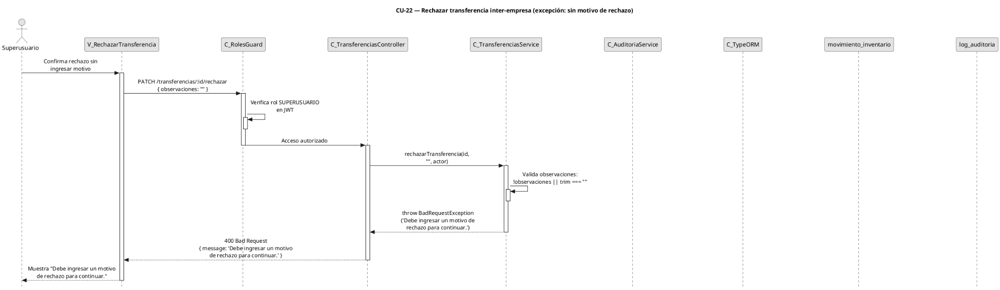 CU-22 — Rechazar transferencia inter-empresa (excepción: sin motivo de rechazo)
Superusuario
V_RechazarTransferencia
C_RolesGuard
C_TransferenciasController
C_TransferenciasService
C_AuditoriaService
C_TypeORM
movimiento_inventario
log_auditoria
Confirma rechazo sin
ingresar motivo
PATCH /transferencias/:id/rechazar
{ observaciones: "" }
Verifica rol SUPERUSUARIO
en JWT
Acceso autorizado
rechazarTransferencia(id,
"", actor)
Valida observaciones:
!observaciones || trim === ""
throw BadRequestException
('Debe ingresar un motivo de
rechazo para continuar.')
400 Bad Request
{ message: 'Debe ingresar un motivo
de rechazo para continuar.' }
Muestra "Debe ingresar un motivo
de rechazo para continuar."